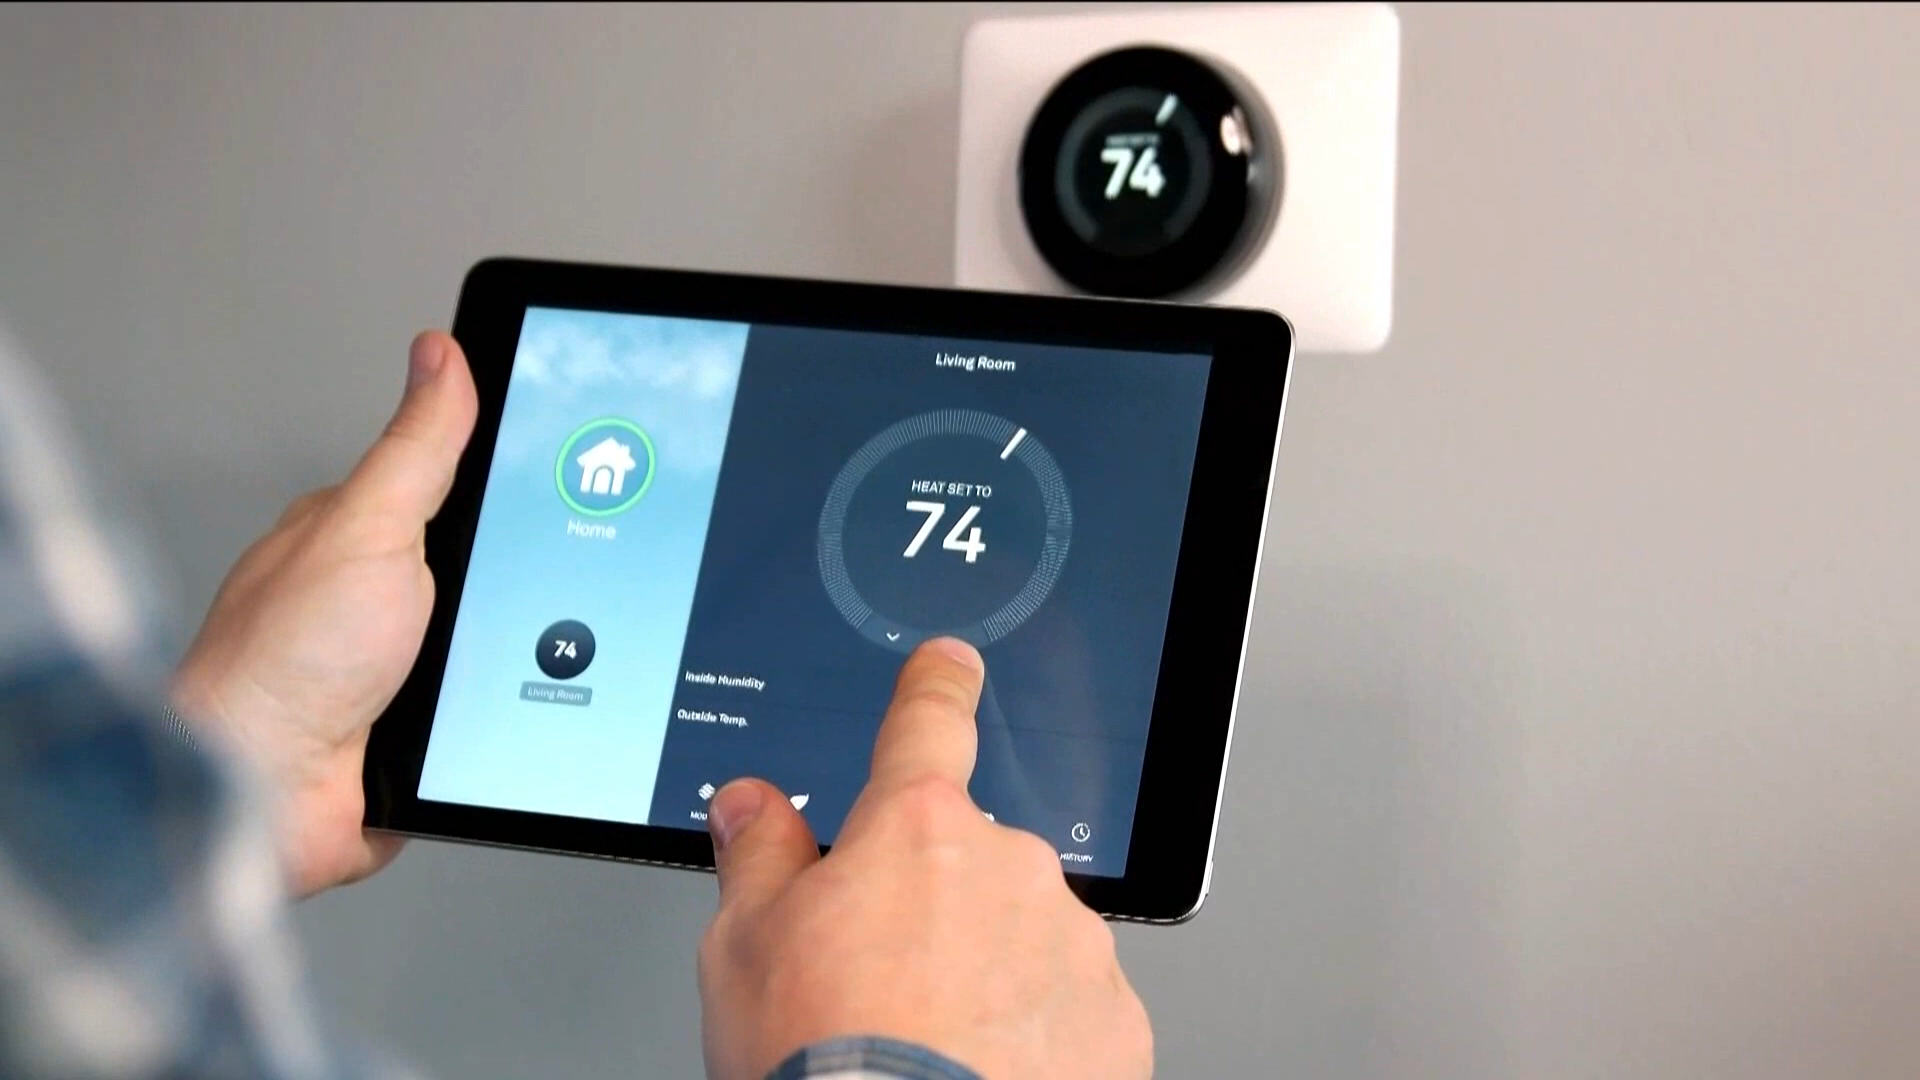 74
Living Room
HEAT SET TO
74
Home
74
Living Room
Inside Humidity
Outside Temp.
HISTORY